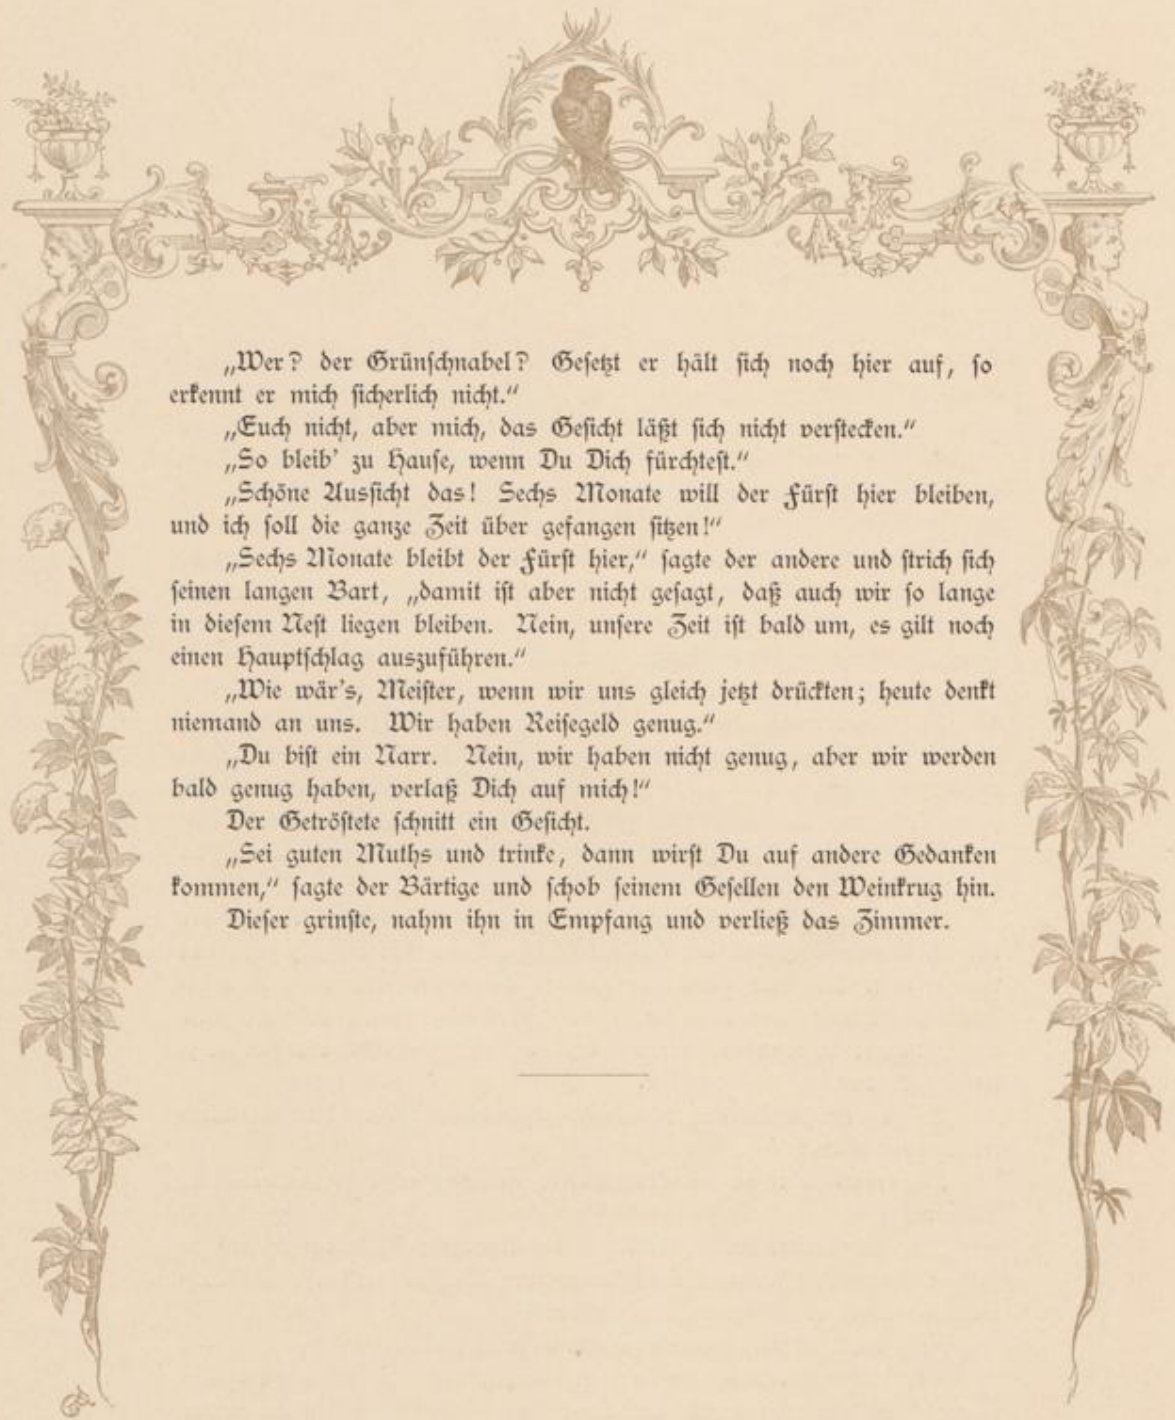 „Wer? der Grünschnabel? Gesetzt er hält sich noch hier auf, so
erkennt er mich sicherlich nicht.“
„Euch nicht, aber mich, das Gesicht läßt sich nicht verstecken.“
„So bleib' zu Hause, wenn Du Dich fürchtest.“
„Schöne Aussicht das! Sechs Monate will der Fürst hier bleiben,
und ich soll die ganze Zeit über gefangen sitzen!“
„Sechs Monate bleibt der Fürst hier,“ sagte der andere und strich sich
seinen langen Bart, „damit ist aber nicht gesagt, daß auch wir so lange
in diesem Nest liegen bleiben. Nein, unsere Zeit ist bald um, es gilt noch
einen Hauptschlag auszuführen.“
„Wie wär's, Meister, wenn wir uns gleich jetzt drückten; heute denkt
niemand an uns. Wir haben Reisegeld genug.“
„Du bist ein Narr. Nein, wir haben nicht genug, aber wir werden
bald genug haben, verlaß Dich auf mich!“
Der Getröstete schnitt ein Gesicht.
„Sei guten Muths und trinke, dann wirst Du auf andere Gedanken
kommen,“ sagte der Bärtige und schob seinem Gesellen den Weinkrug hin.
Dieser grinste, nahm ihn in Empfang und verließ das Zimmer.